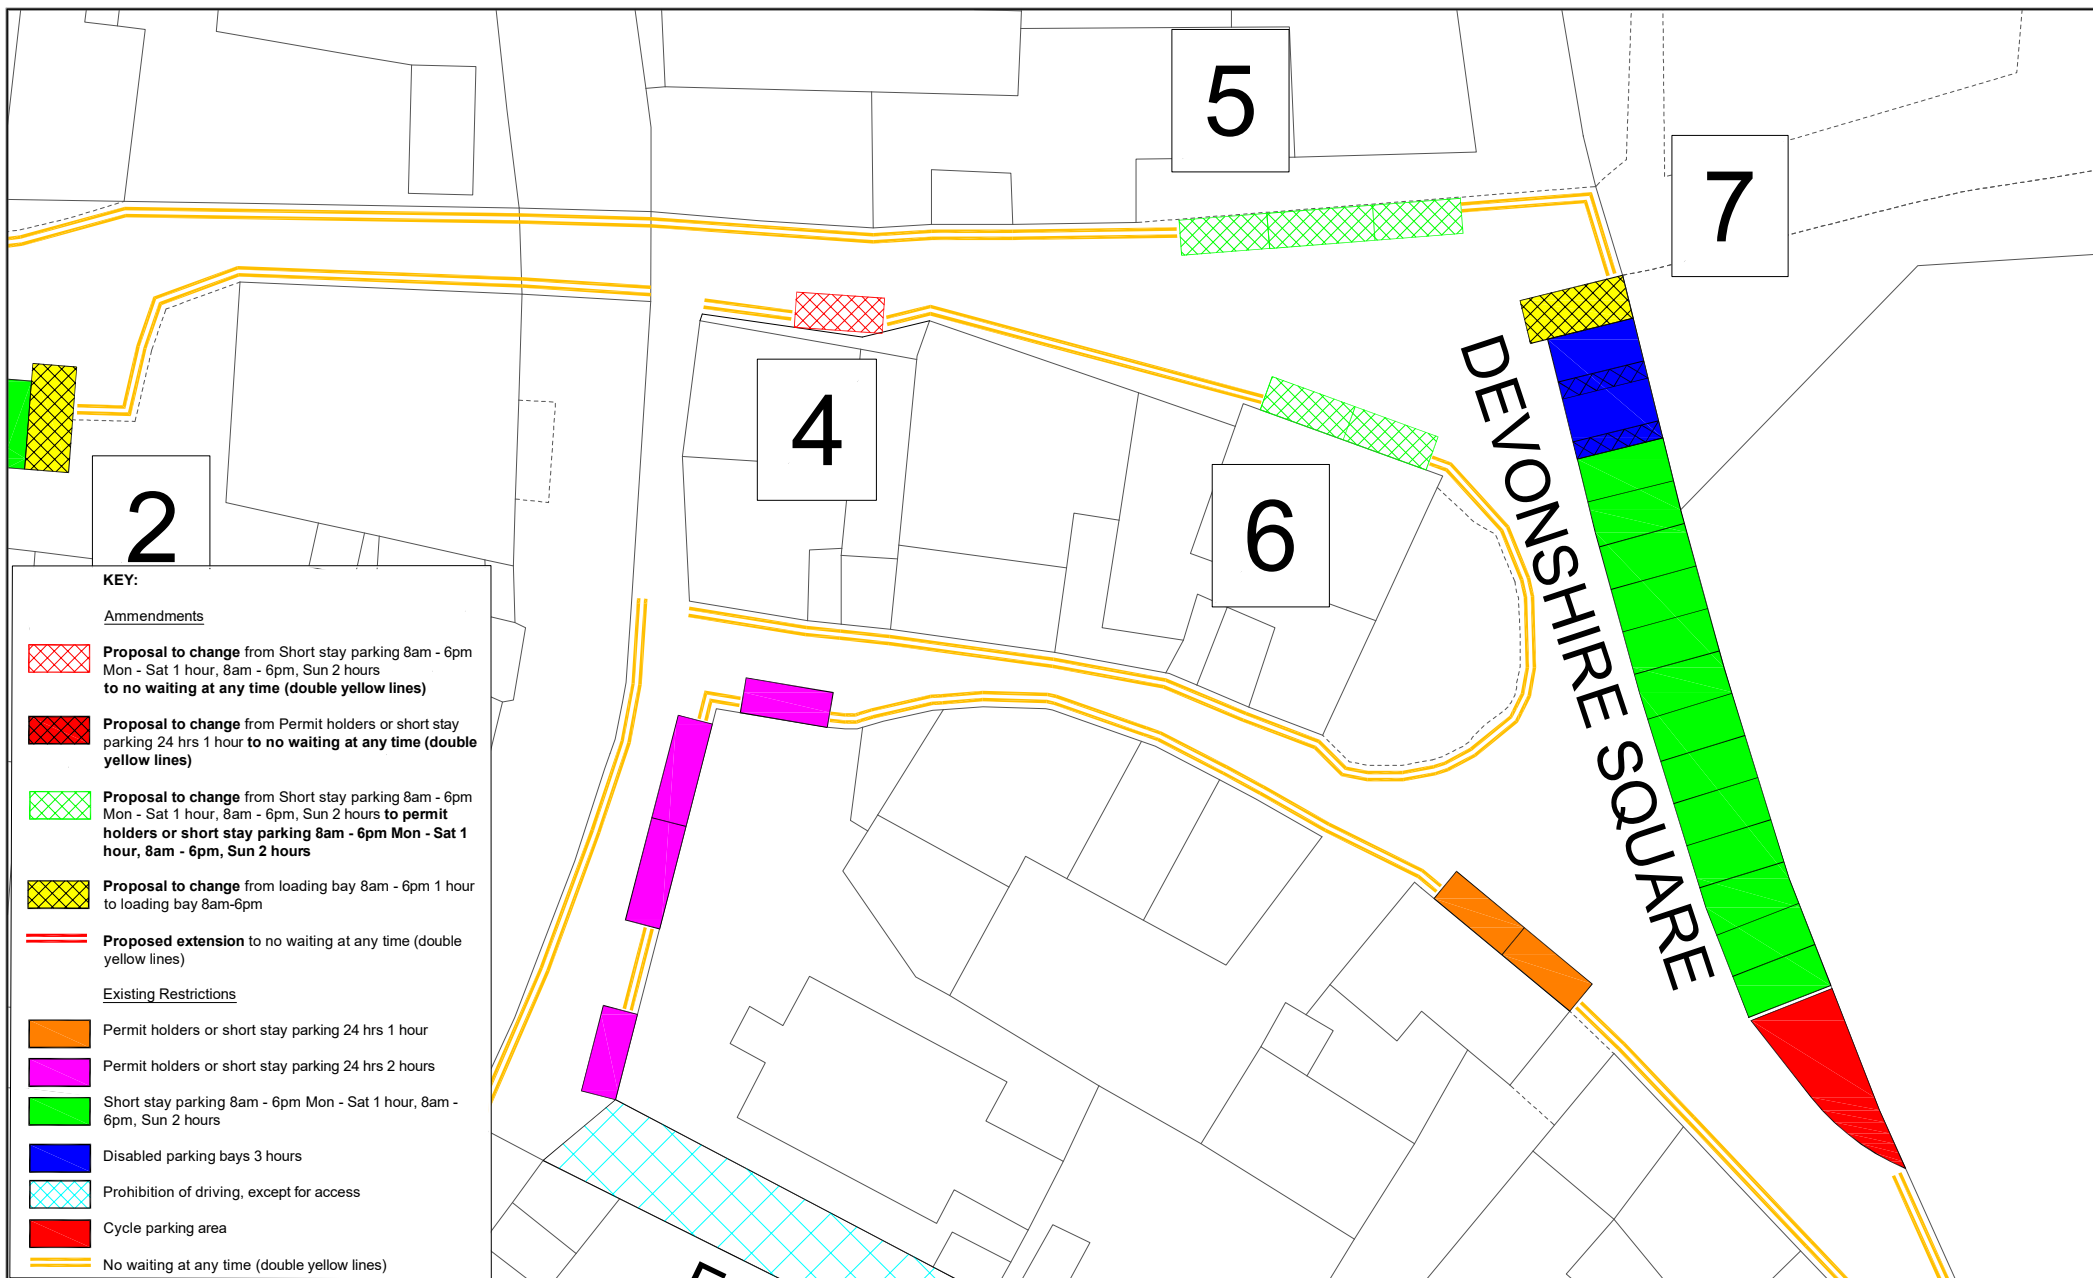 5
7
4
2
6
DEVONSHIRE SQUARE
KEY:
Ammendments
Proposal to change from Short stay parking 8am - 6pm
Mon - Sat 1 hour, 8am - 6pm, Sun 2 hours
to no waiting at any time (double yellow lines)
Proposal to change from Permit holders or short stay
parking 24 hrs 1 hour to no waiting at any time (double
yellow lines)
Proposal to change from Short stay parking 8am - 6pm
Mon - Sat 1 hour, 8am - 6pm, Sun 2 hours to permit
holders or short stay parking 8am - 6pm Mon - Sat 1
hour, 8am - 6pm, Sun 2 hours
Proposal to change from loading bay 8am - 6pm 1 hour
to loading bay 8am-6pm
Proposed extension to no waiting at any time (double
yellow lines)
Existing Restrictions
Permit holders or short stay parking 24 hrs 1 hour
Permit holders or short stay parking 24 hrs 2 hours
Short stay parking 8am - 6pm Mon - Sat 1 hour, 8am -
6pm, Sun 2 hours
Disabled parking bays 3 hours
Prohibition of driving, except for access
Cycle parking area
No waiting at any time (double yellow lines)